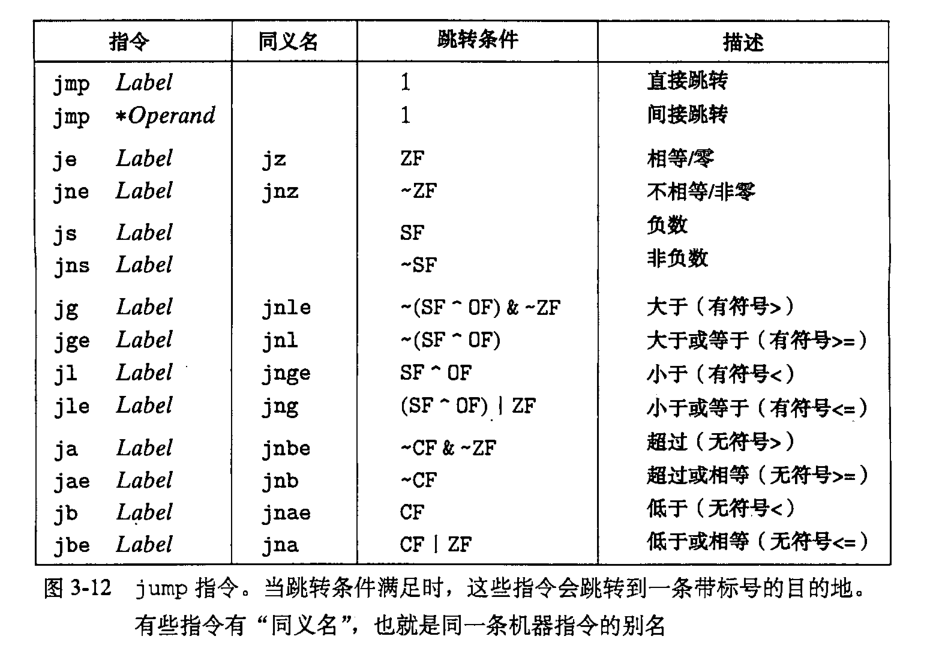 指令 同义名 跳转条件 描述
jmp Label 1 直接跳转
jmp *Operand 1 间接跳转
je Label jz ZF 相等/零
jne Label jnz ~ZF 不相等/非零
js Label SF 负数
jns Label ~SF 非负数
jg Label jnle ~(SF ^ OF) & ~ZF 大于（有符号>）
jge Label jnl ~(SF ^ OF) 大于或等于（有符号>=）
jl Label jnge SF ^ OF 小于（有符号<）
jle Label jng (SF ^ OF) | ZF 小于或等于（有符号<=）
ja Label jnbe ~CF & ~ZF 超过（无符号>）
jae Label jnb ~CF 超过或相等（无符号>=）
jb Label jnae CF 低于（无符号<）
jbe Label jna CF | ZF 低于或相等（无符号<=）
图 3-12 jump 指令。当跳转条件满足时，这些指令会跳转到一条带标号的目的地。
有些指令有“同义名”，也就是同一条机器指令的别名